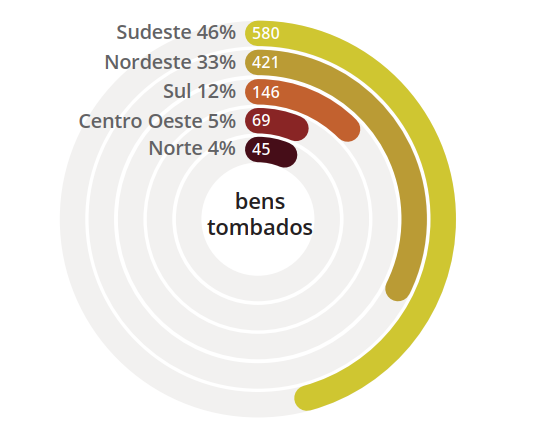 Sudeste 46% 580
Nordeste 33% 421
Sul 12% 146
Centro Oeste 5% 69
Norte 4% 45
bens
tombados